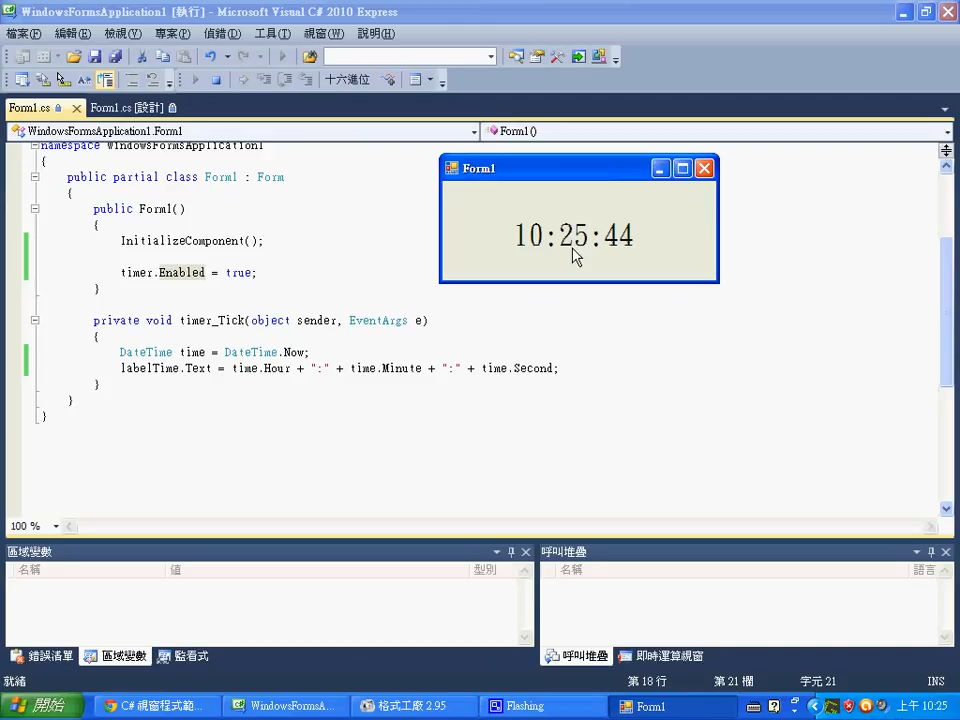 WindowsFormsApplication1 [執行] - Microsoft Visual C# 2010 Express
檔案(F) 編輯(E) 檢視(V) 專案(P) 偵錯(D) 工具(T) 視窗(W) 說明(H)
十六進位
Form1.cs Form1.cs [設計]
WindowsFormsApplication1.Form1 Form1()
namespace WindowsFormsApplication1
{
public partial class Form1 : Form
{
public Form1()
{
InitializeComponent();
timer.Enabled = true;
}
private void timer_Tick(object sender, EventArgs e)
{
DateTime time = DateTime.Now;
labelTime.Text = time.Hour + ":" + time.Minute + ":" + time.Second;
}
}
}
Form1
10:25:44
100 %
區域變數 呼叫堆疊
名稱 值 型別 名稱 語言
錯誤清單 區域變數 監看式 呼叫堆疊 即時運算視窗
就緒 第 18 行 第 21 欄 字元 21 INS
開始 C# 視窗程式範... WindowsFormsA... 格式工廠 2.95 Flashing Form1 上午 10:25